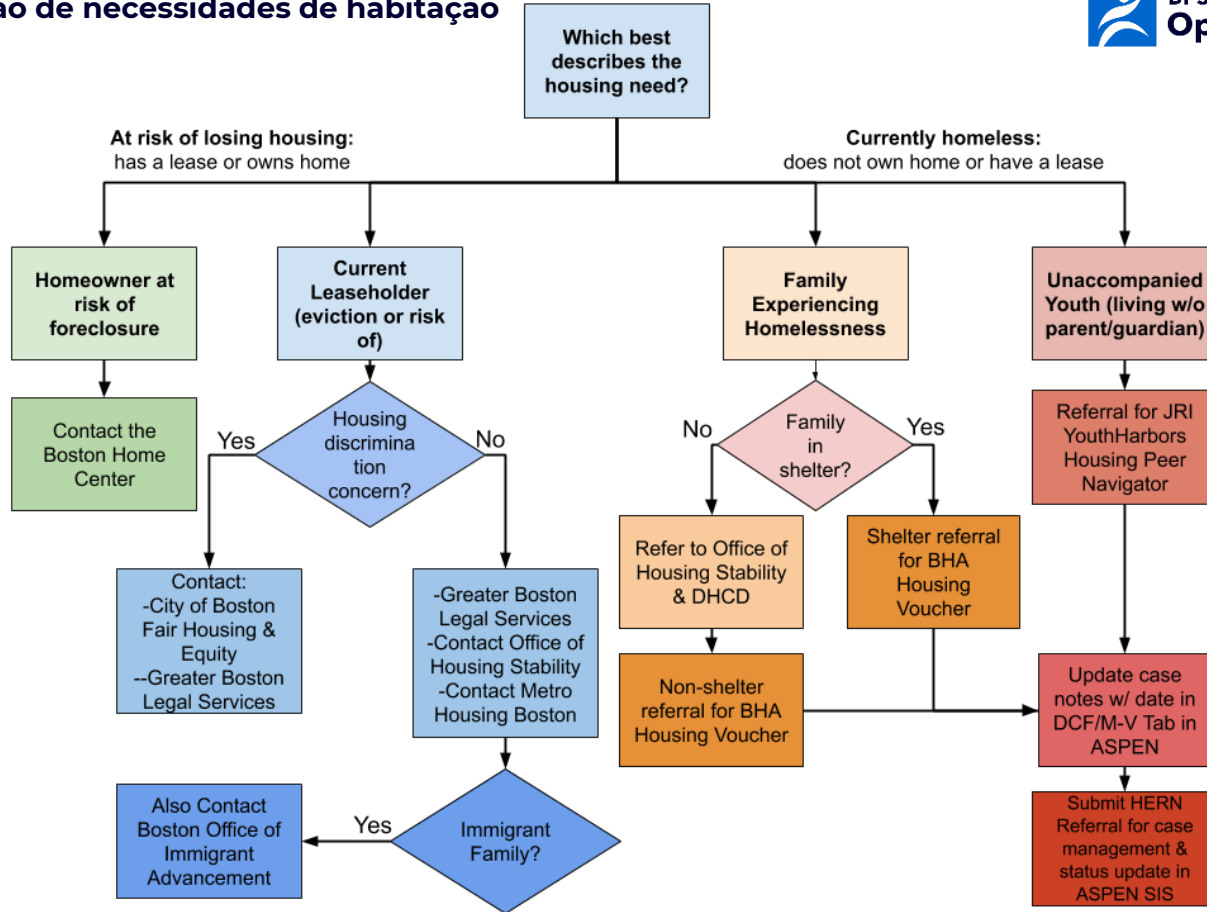 ão de necessidades de habitação
Op
Which best
describes the
housing need?
At risk of losing housing:
has a lease or owns home
Currently homeless:
does not own home or have a lease
Homeowner at
risk of
foreclosure
Current
Leaseholder
(eviction or risk
of)
Family
Experiencing
Homelessness
Unaccompanied
Youth (living w/o
parent/guardian)
Contact the
Boston Home
Center
Yes
Housing
discrimina
tion
concern?
No
No
Family
in
shelter?
Yes
Referral for JRI
YouthHarbors
Housing Peer
Navigator
Contact:
-City of Boston
Fair Housing &
Equity
--Greater Boston
Legal Services
-Greater Boston
Legal Services
-Contact Office of
Housing Stability
-Contact Metro
Housing Boston
Refer to Office of
Housing Stability
& DHCD
Shelter referral
for BHA
Housing
Voucher
Non-shelter
referral for BHA
Housing Voucher
Update case
notes w/ date in
DCF/M-V Tab in
ASPEN
Also Contact
Boston Office of
Immigrant
Advancement
Yes
Immigrant
Family?
Submit HERN
Referral for case
management &
status update in
ASPEN SIS